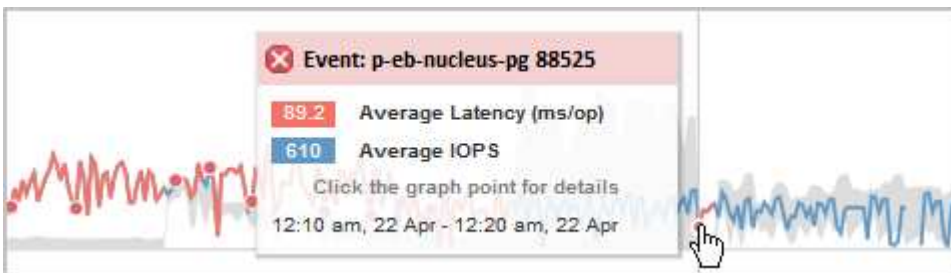 Event: p-eb-nucleus-pg 88525
89.2 Average Latency (ms/op)
610 Average IOPS
Click the graph point for details
12:10 am, 22 Apr - 12:20 am, 22 Apr